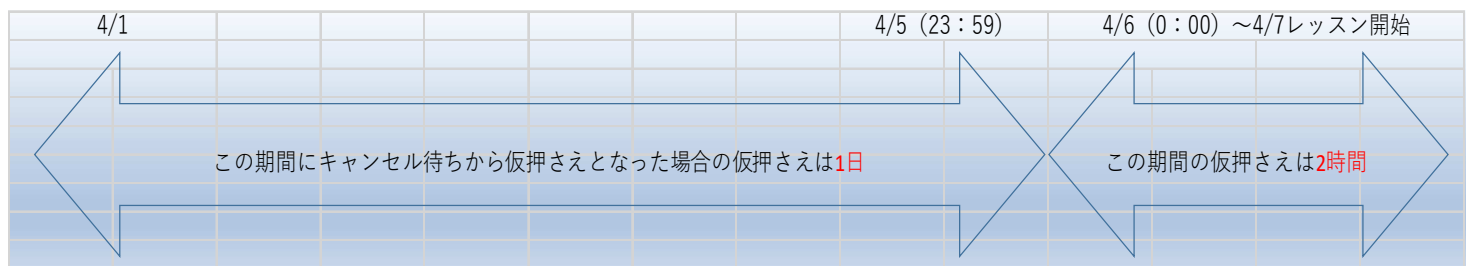 4/1
4/5（23：59）
4/6（0：00）～4/7レッスン開始
この期間にキャンセル待ちから仮押さえとなった場合の仮押さえは1日
この期間の仮押さえは2時間